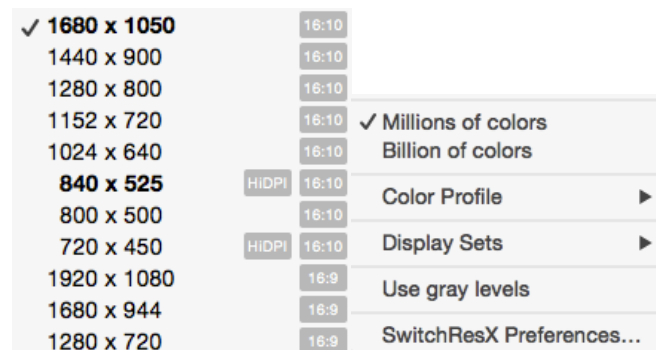 ✓ 1680 x 1050 16:10
1440 x 900 16:10
1280 x 800 16:10
1152 x 720 16:10
1024 x 640 16:10
840 x 525 HiDPI 16:10
800 x 500 16:10
720 x 450 HiDPI 16:10
1920 x 1080 16:9
1680 x 944 16:9
1280 x 720 16:9
✓ Millions of colors
Billion of colors
Color Profile ▶
Display Sets ▶
Use gray levels
SwitchResX Preferences...